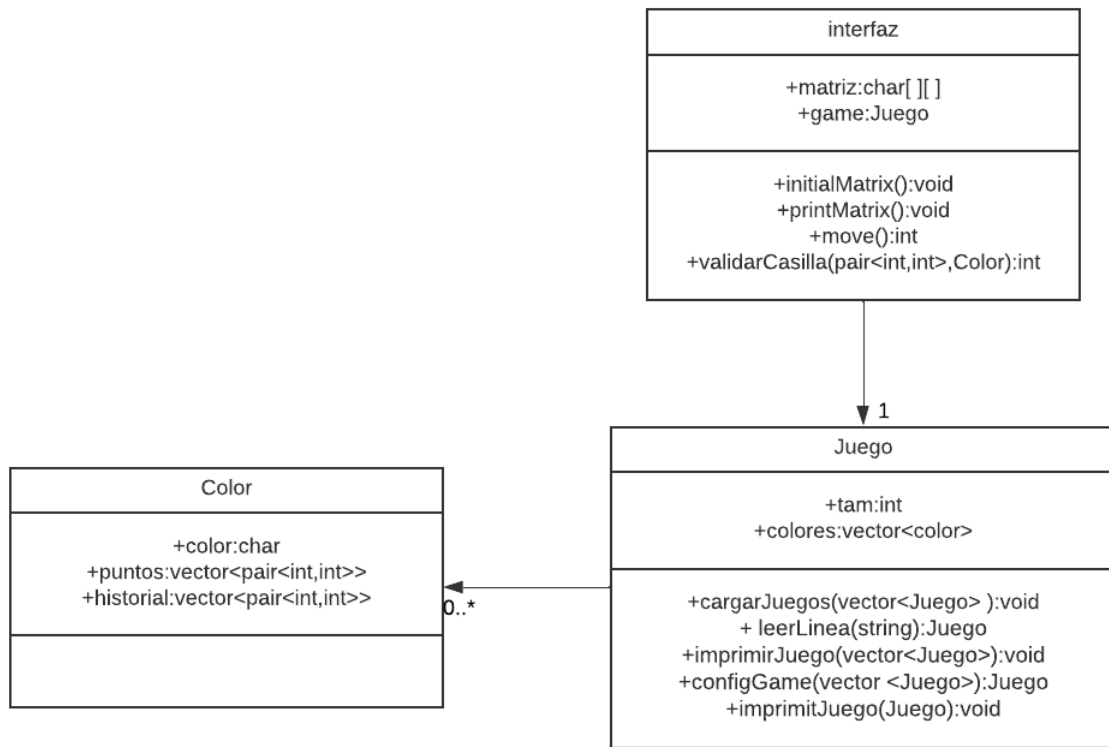 interfaz
+matriz:char[ ][ ]
+game:Juego
+initialMatrix():void
+printMatrix():void
+move():int
+validarCasilla(pair<int,int>,Color):int
1
Juego
+tam:int
+colores:vector<color>
+cargarJuegos(vector<Juego> ):void
+ leerLinea(string):Juego
+imprimirJuego(vector<Juego>):void
+configGame(vector <Juego>):Juego
+imprimitJuego(Juego):void
Color
+color:char
+puntos:vector<pair<int,int>>
+historial:vector<pair<int,int>>
0..*